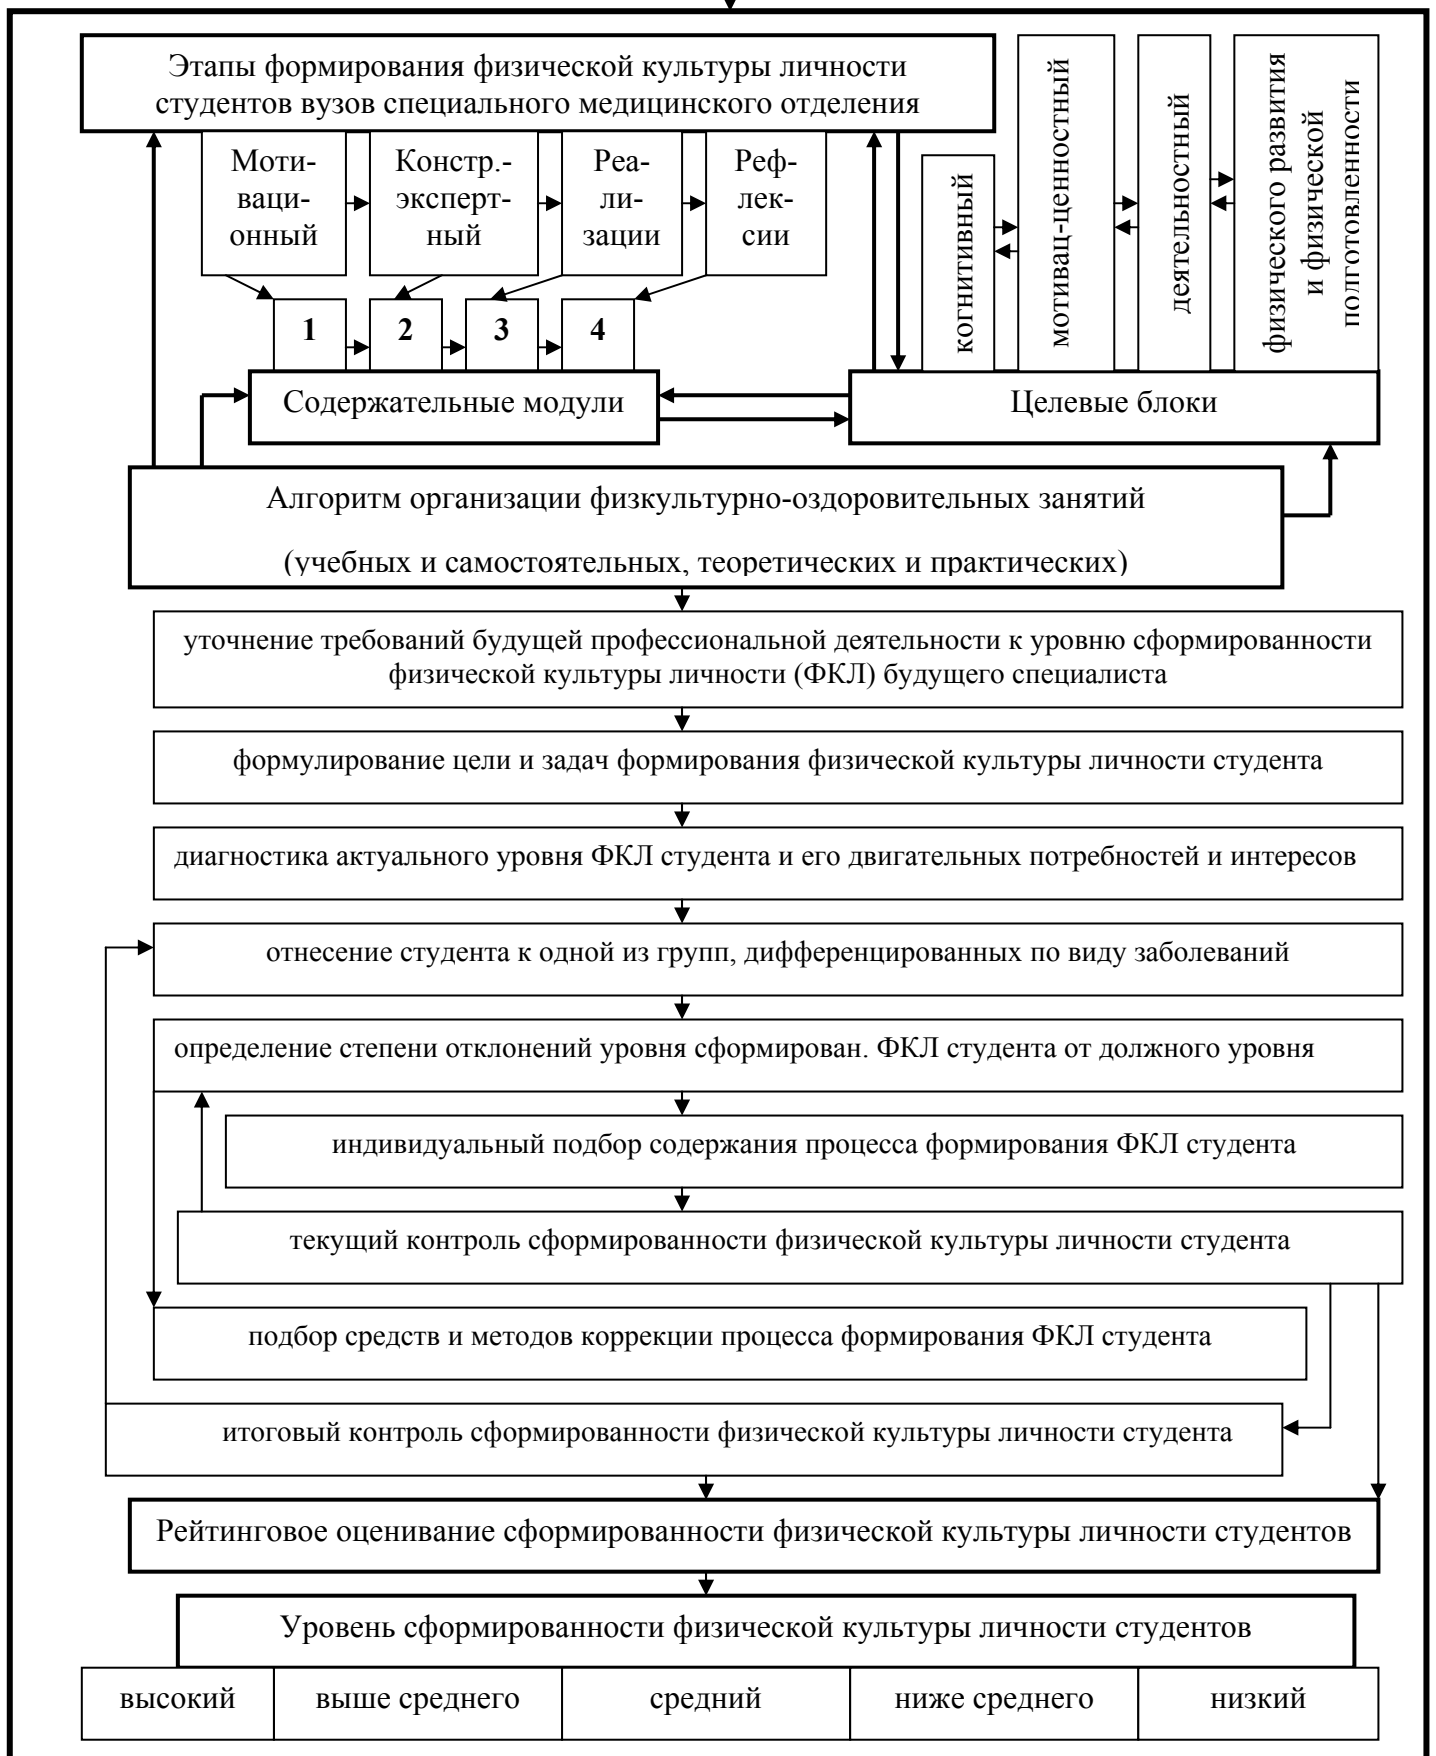 Этапы формирования физической культуры личности
студентов вузов специального медицинского отделения
Моти-
ваци-
онный
Констр.-
эксперт-
ный
Реа-
ли-
зации
Реф-
лек-
сии
когнитивный
мотивац-ценностный
деятельностный
физического развития
и физической
подготовленности
1
2
3
4
Содержательные модули
Целевые блоки
Алгоритм организации физкультурно-оздоровительных занятий
(учебных и самостоятельных, теоретических и практических)
уточнение требований будущей профессиональной деятельности к уровню сформированности
физической культуры личности (ФКЛ) будущего специалиста
формулирование цели и задач формирования физической культуры личности студента
диагностика актуального уровня ФКЛ студента и его двигательных потребностей и интересов
отнесение студента к одной из групп, дифференцированных по виду заболеваний
определение степени отклонений уровня сформирован. ФКЛ студента от должного уровня
индивидуальный подбор содержания процесса формирования ФКЛ студента
текущий контроль сформированности физической культуры личности студента
подбор средств и методов коррекции процесса формирования ФКЛ студента
итоговый контроль сформированности физической культуры личности студента
Рейтинговое оценивание сформированности физической культуры личности студентов
Уровень сформированности физической культуры личности студентов
высокий
выше среднего
средний
ниже среднего
низкий